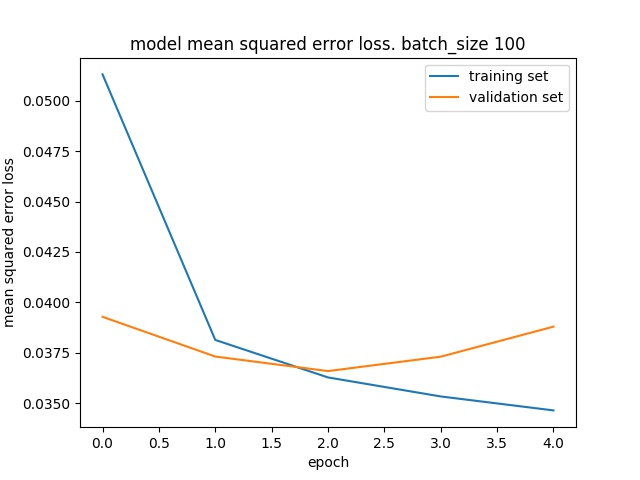 model mean squared error loss. batch_size 100
training set
validation set
0.0500
0.0475
0.0450
0.0425
0.0400
0.0375
0.0350
mean squared error loss
0.0 0.5 1.0 1.5 2.0 2.5 3.0 3.5 4.0
epoch